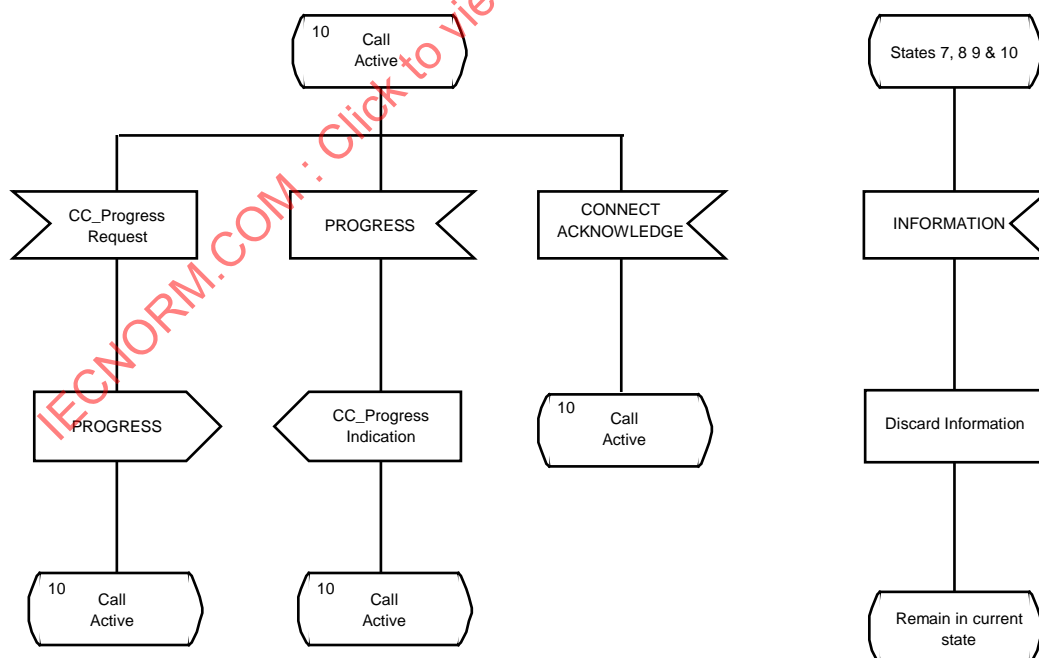 10
Call
Active
States 7, 8 9 & 10
CC_Progress
Request
PROGRESS
CONNECT
ACKNOWLEDGE
INFORMATION
PROGRESS
CC_Progress
Indication
10
Call
Active
Discard Information
10
Call
Active
10
Call
Active
Remain in current
state
IECNORM.COM : Click to vie